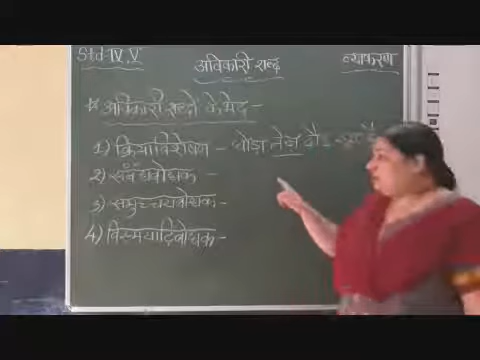 Std IV, V
अविकारी शब्द
व्याकरण
* अविकारी शब्दों के भेद -
1) क्रियाविशेषण - घोड़ा तेज़ दौड़ रहा है
2) संबंधबोधक -
3) समुच्चयबोधक -
4) विस्मयादिबोधक -